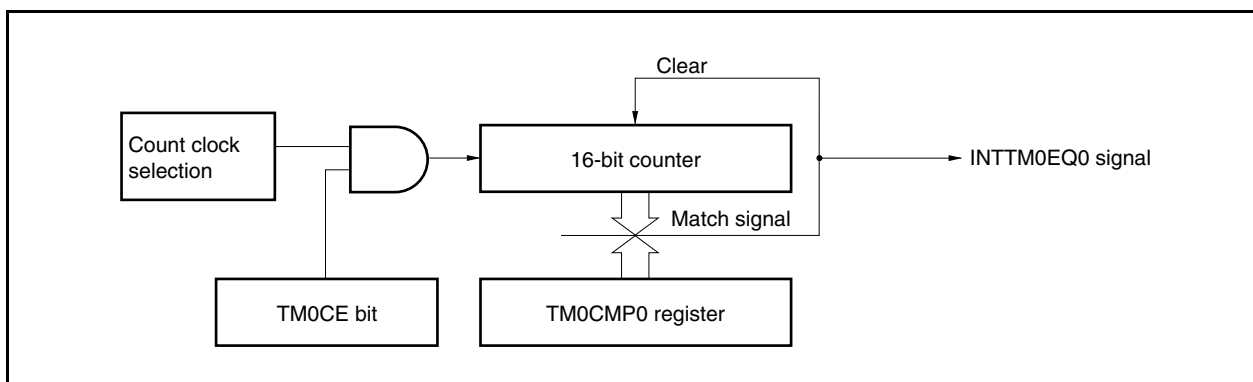 Clear
Count clock
selection
16-bit counter
INTTM0EQ0 signal
Match signal
TM0CE bit
TM0CMP0 register